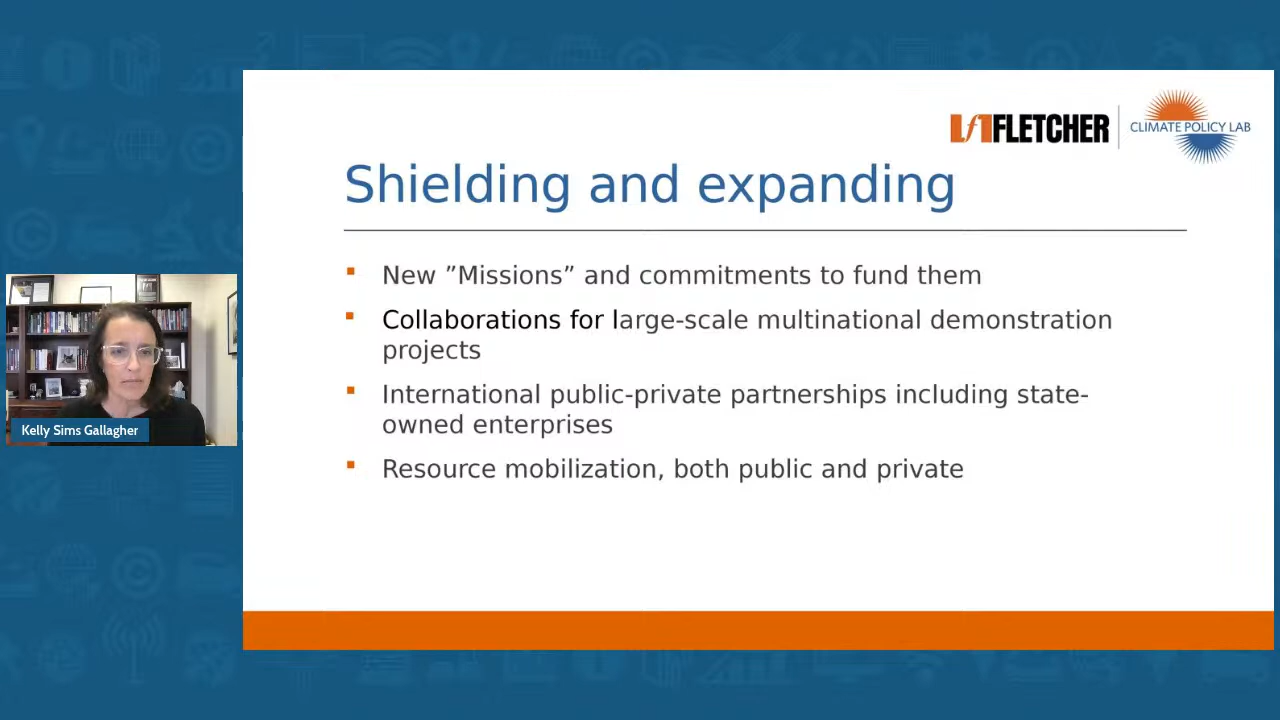 FLETCHER
CLIMATE POLICY LAB
Shielding and expanding
New ”Missions” and commitments to fund them
Collaborations for large-scale multinational demonstration
projects
International public-private partnerships including state-
owned enterprises
Resource mobilization, both public and private
Kelly Sims Gallagher